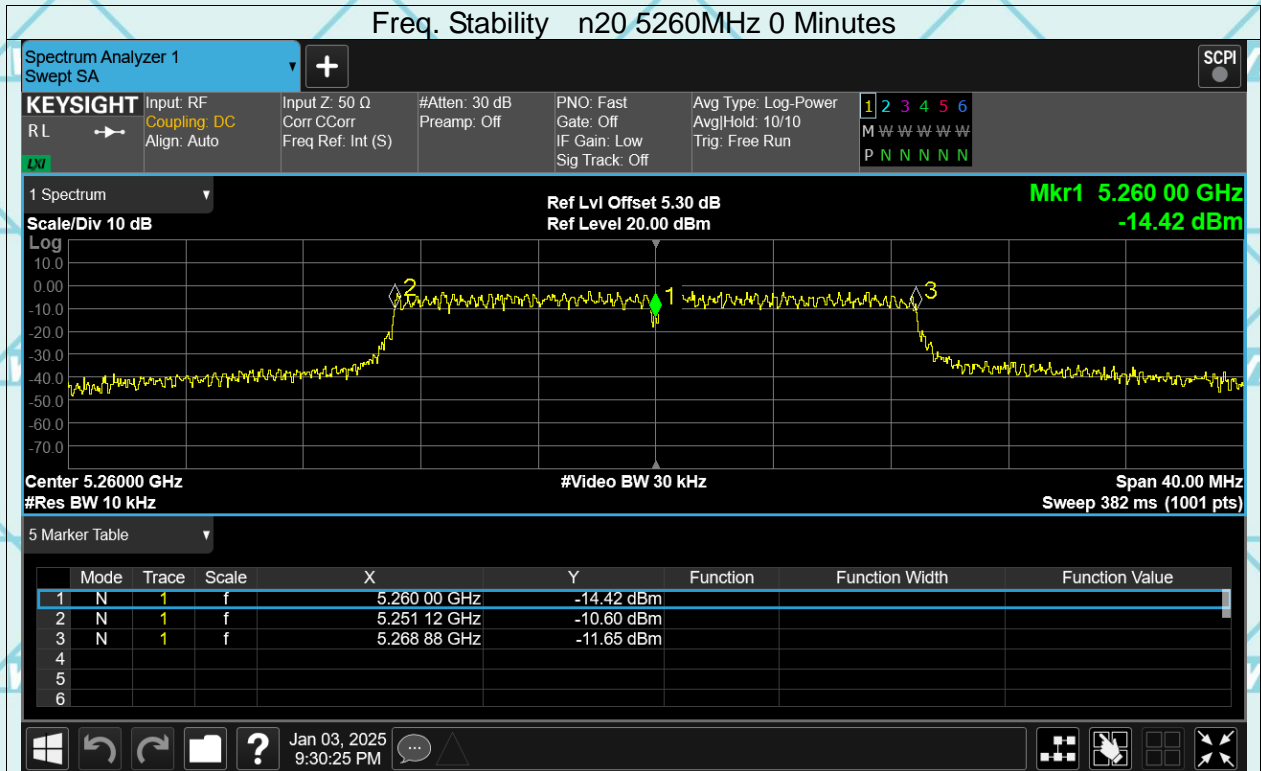 Freq. Stability n20 5260MHz 0 Minutes
Spectrum Analyzer 1
Swept SA
SCPI
KEYSIGHT
R L
LXI
Input: RF
Coupling: DC
Align: Auto
Input Z: 50 Ω
Corr CCorr
Freq Ref: Int (S)
#Atten: 30 dB
Preamp: Off
PNO: Fast
Gate: Off
IF Gain: Low
Sig Track: Off
Avg Type: Log-Power
Avg|Hold: 10/10
Trig: Free Run
1 2 3 4 5 6
M W W W W W
P N N N N N
1 Spectrum
Scale/Div 10 dB
Ref Lvl Offset 5.30 dB
Ref Level 20.00 dBm
Mkr1 5.260 00 GHz
-14.42 dBm
Log
10.0
0.00
-10.0
-20.0
-30.0
-40.0
-50.0
-60.0
-70.0
2
1
3
Center 5.26000 GHz
#Res BW 10 kHz
#Video BW 30 kHz
Span 40.00 MHz
Sweep 382 ms (1001 pts)
5 Marker Table
Mode Trace Scale X Y Function Function Width Function Value
1 N 1 f 5.260 00 GHz -14.42 dBm
2 N 1 f 5.251 12 GHz -10.60 dBm
3 N 1 f 5.268 88 GHz -11.65 dBm
4
5
6
?
Jan 03, 2025
9:30:25 PM